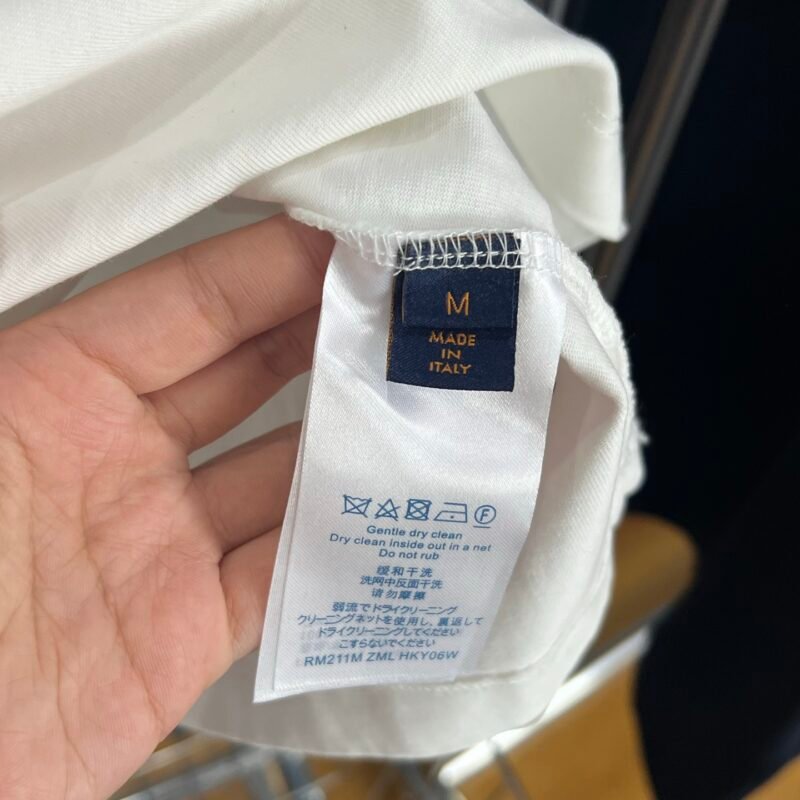 M
MADE
IN
ITALY
Gentle dry clean
Dry clean inside out in a net
Do not rub
缓和干洗
洗网中反面干洗
请勿摩擦
弱流でドライクリーニング
クリーニングネットを使用し、裏返して
ドライクリーニングしてください
こすらないでください
RM211M ZML HKY06W